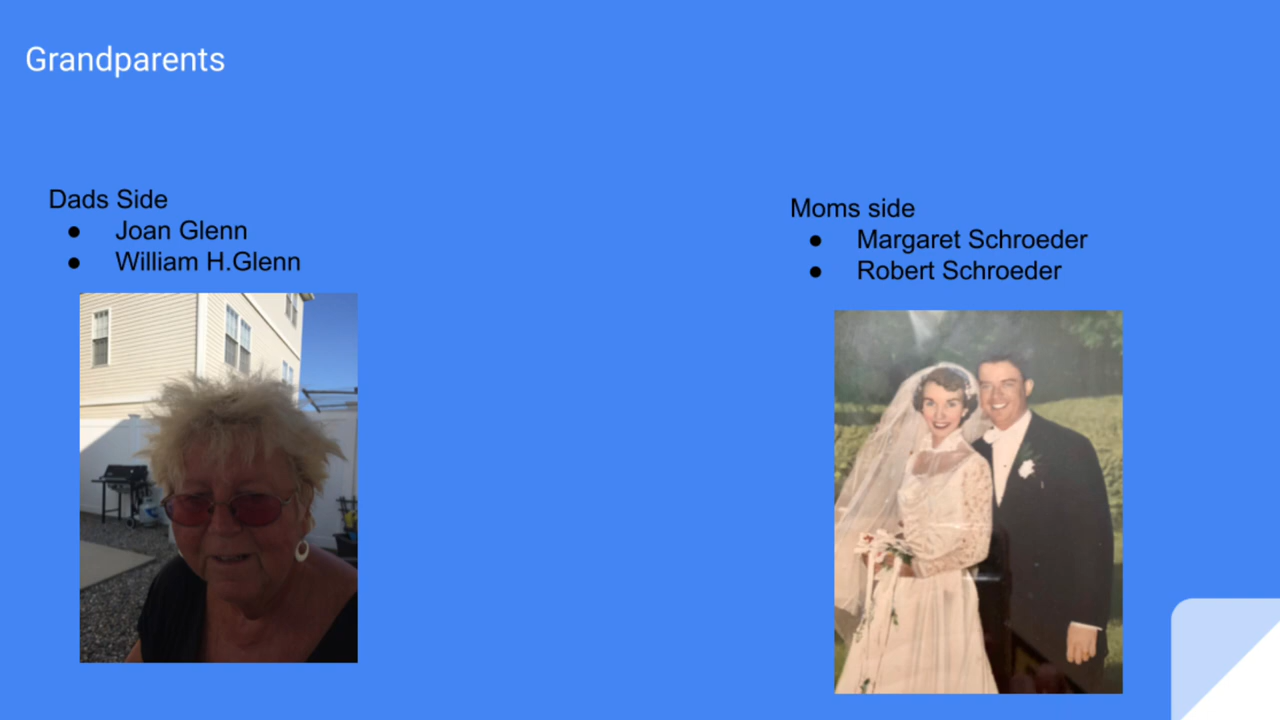 Grandparents
Dads Side
● Joan Glenn
● William H.Glenn
Moms side
● Margaret Schroeder
● Robert Schroeder